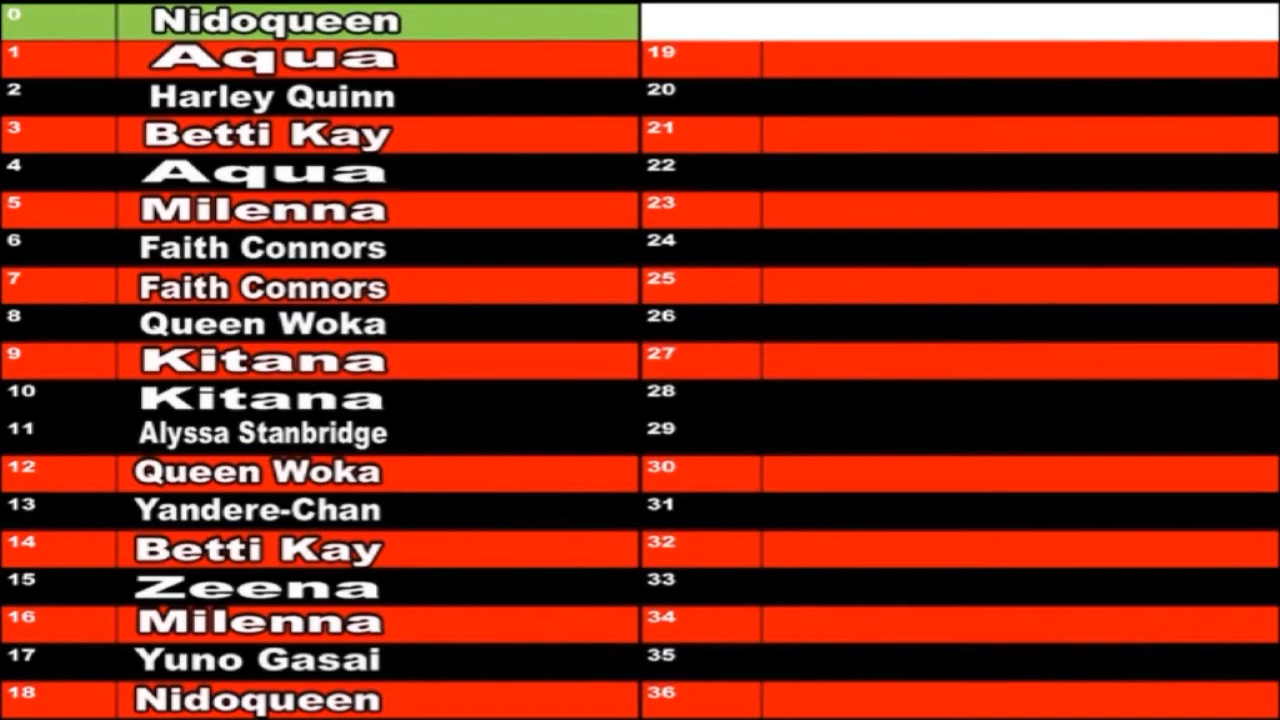 0 Nidoqueen
1 Aqua
2 Harley Quinn
3 Betti Kay
4 Aqua
5 Milenna
6 Faith Connors
7 Faith Connors
8 Queen Woka
9 Kitana
10 Kitana
11 Alyssa Stanbridge
12 Queen Woka
13 Yandere-Chan
14 Betti Kay
15 Zeena
16 Milenna
17 Yuno Gasai
18 Nidoqueen
19
20
21
22
23
24
25
26
27
28
29
30
31
32
33
34
35
36